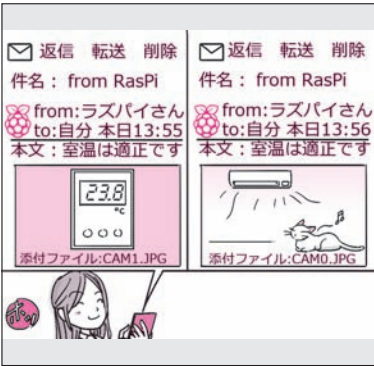 返信 転送 削除
件名： from RasPi
from:ラズパイさん
to:自分 本日13:55
本文：室温は適正です
23.8
℃
添付ファイル:CAM1.JPG
返信 転送 削除
件名： from RasPi
from:ラズパイさん
to:自分 本日13:56
本文：室温は適正です
添付ファイル:CAM0.JPG
ホッ